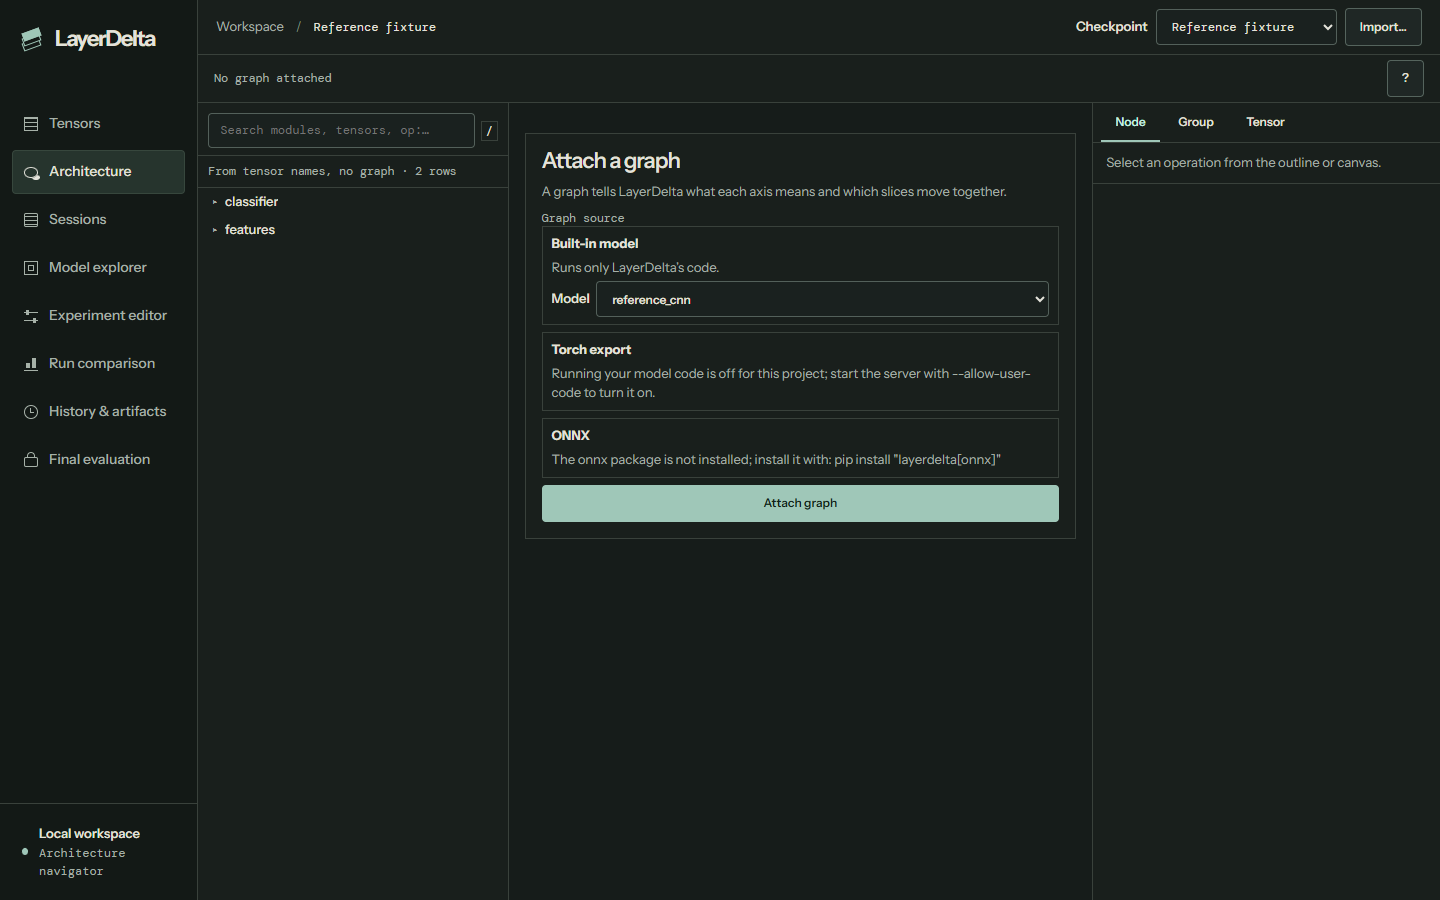 LayerDelta
Tensors
Architecture
Sessions
Model explorer
Experiment editor
Run comparison
History & artifacts
Final evaluation
Local workspace
Architecture
navigator
Workspace / Reference fixture
Checkpoint
Reference fixture
Import...
No graph attached
?
Search modules, tensors, op:…
/
From tensor names, no graph · 2 rows
classifier
features
Attach a graph
A graph tells LayerDelta what each axis means and which slices move together.
Graph source
Built-in model
Runs only LayerDelta's code.
Model
reference_cnn
Torch export
Running your model code is off for this project; start the server with --allow-user-
code to turn it on.
ONNX
The onnx package is not installed; install it with: pip install "layerdelta[onnx]"
Attach graph
Node
Group
Tensor
Select an operation from the outline or canvas.